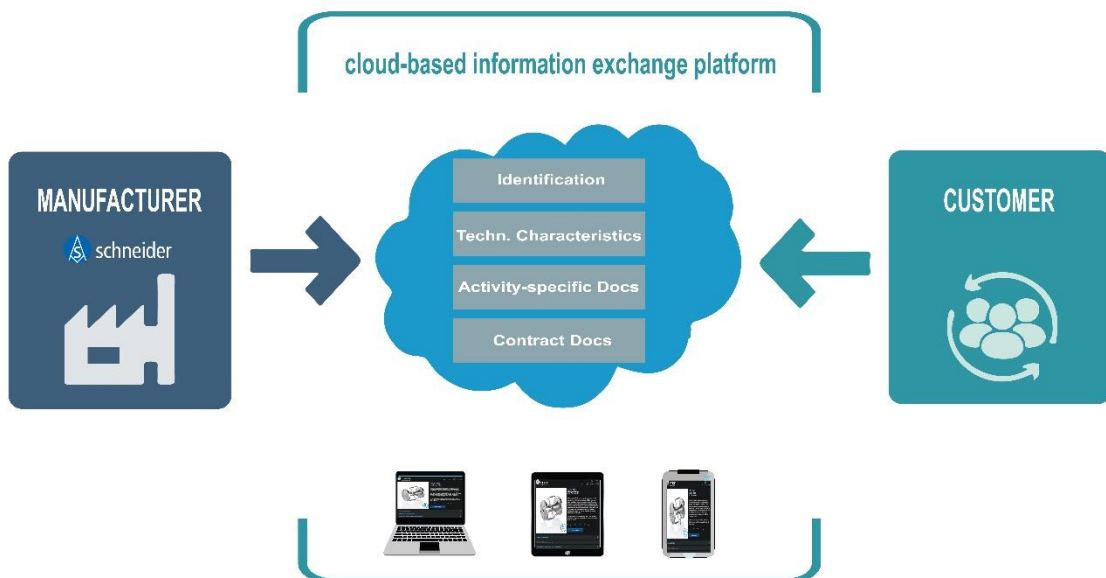 cloud-based information exchange platform
MANUFACTURER
schneider
Identification
Techn. Characteristics
Activity-specific Docs
Contract Docs
CUSTOMER